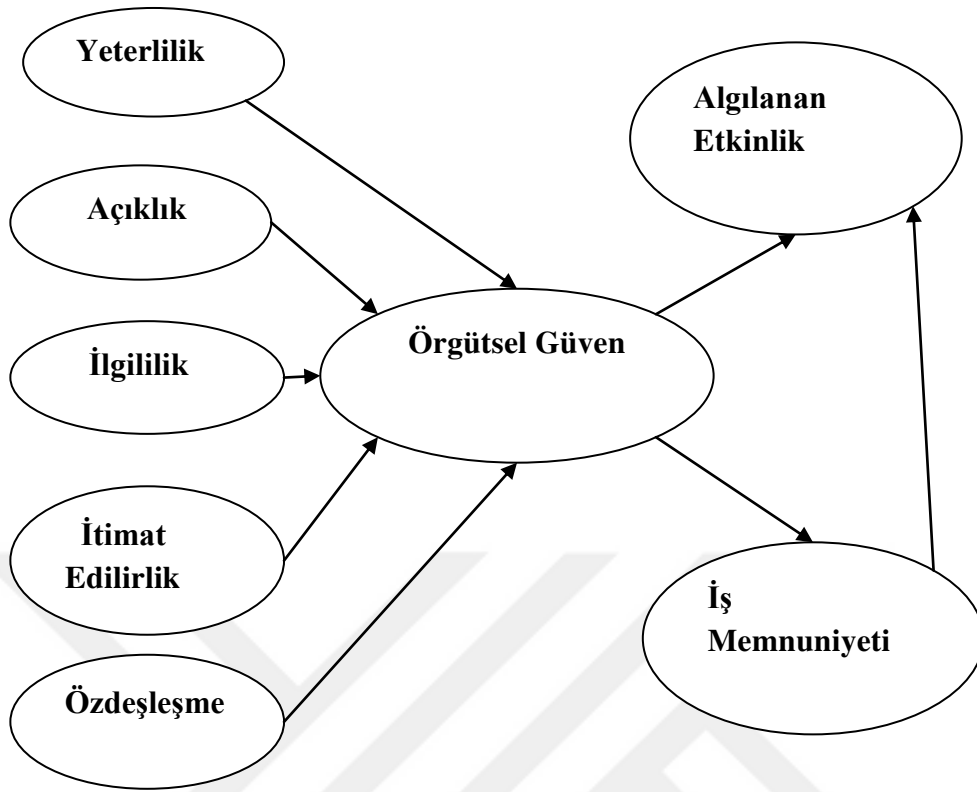 Yeterlilik
Açıklık
İlgililik
İtimat
Edilirlik
Özdeşleşme
Örgütsel Güven
Algılanan
Etkinlik
İş
Memnuniyeti